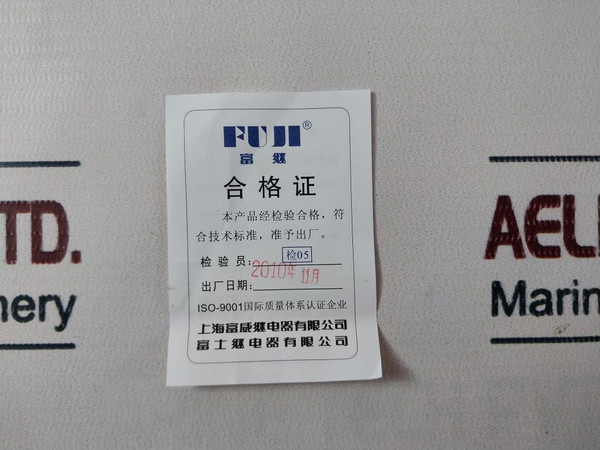 FUJI®
富继
合格证
本产品经检验合格，符
合技术标准，准予出厂。
检验员：检05
出厂日期：2010年 11月
ISO-9001国际质量体系认证企业
上海富威继电器有限公司
富士继电器有限公司
TD.
nery
AEL
Marin